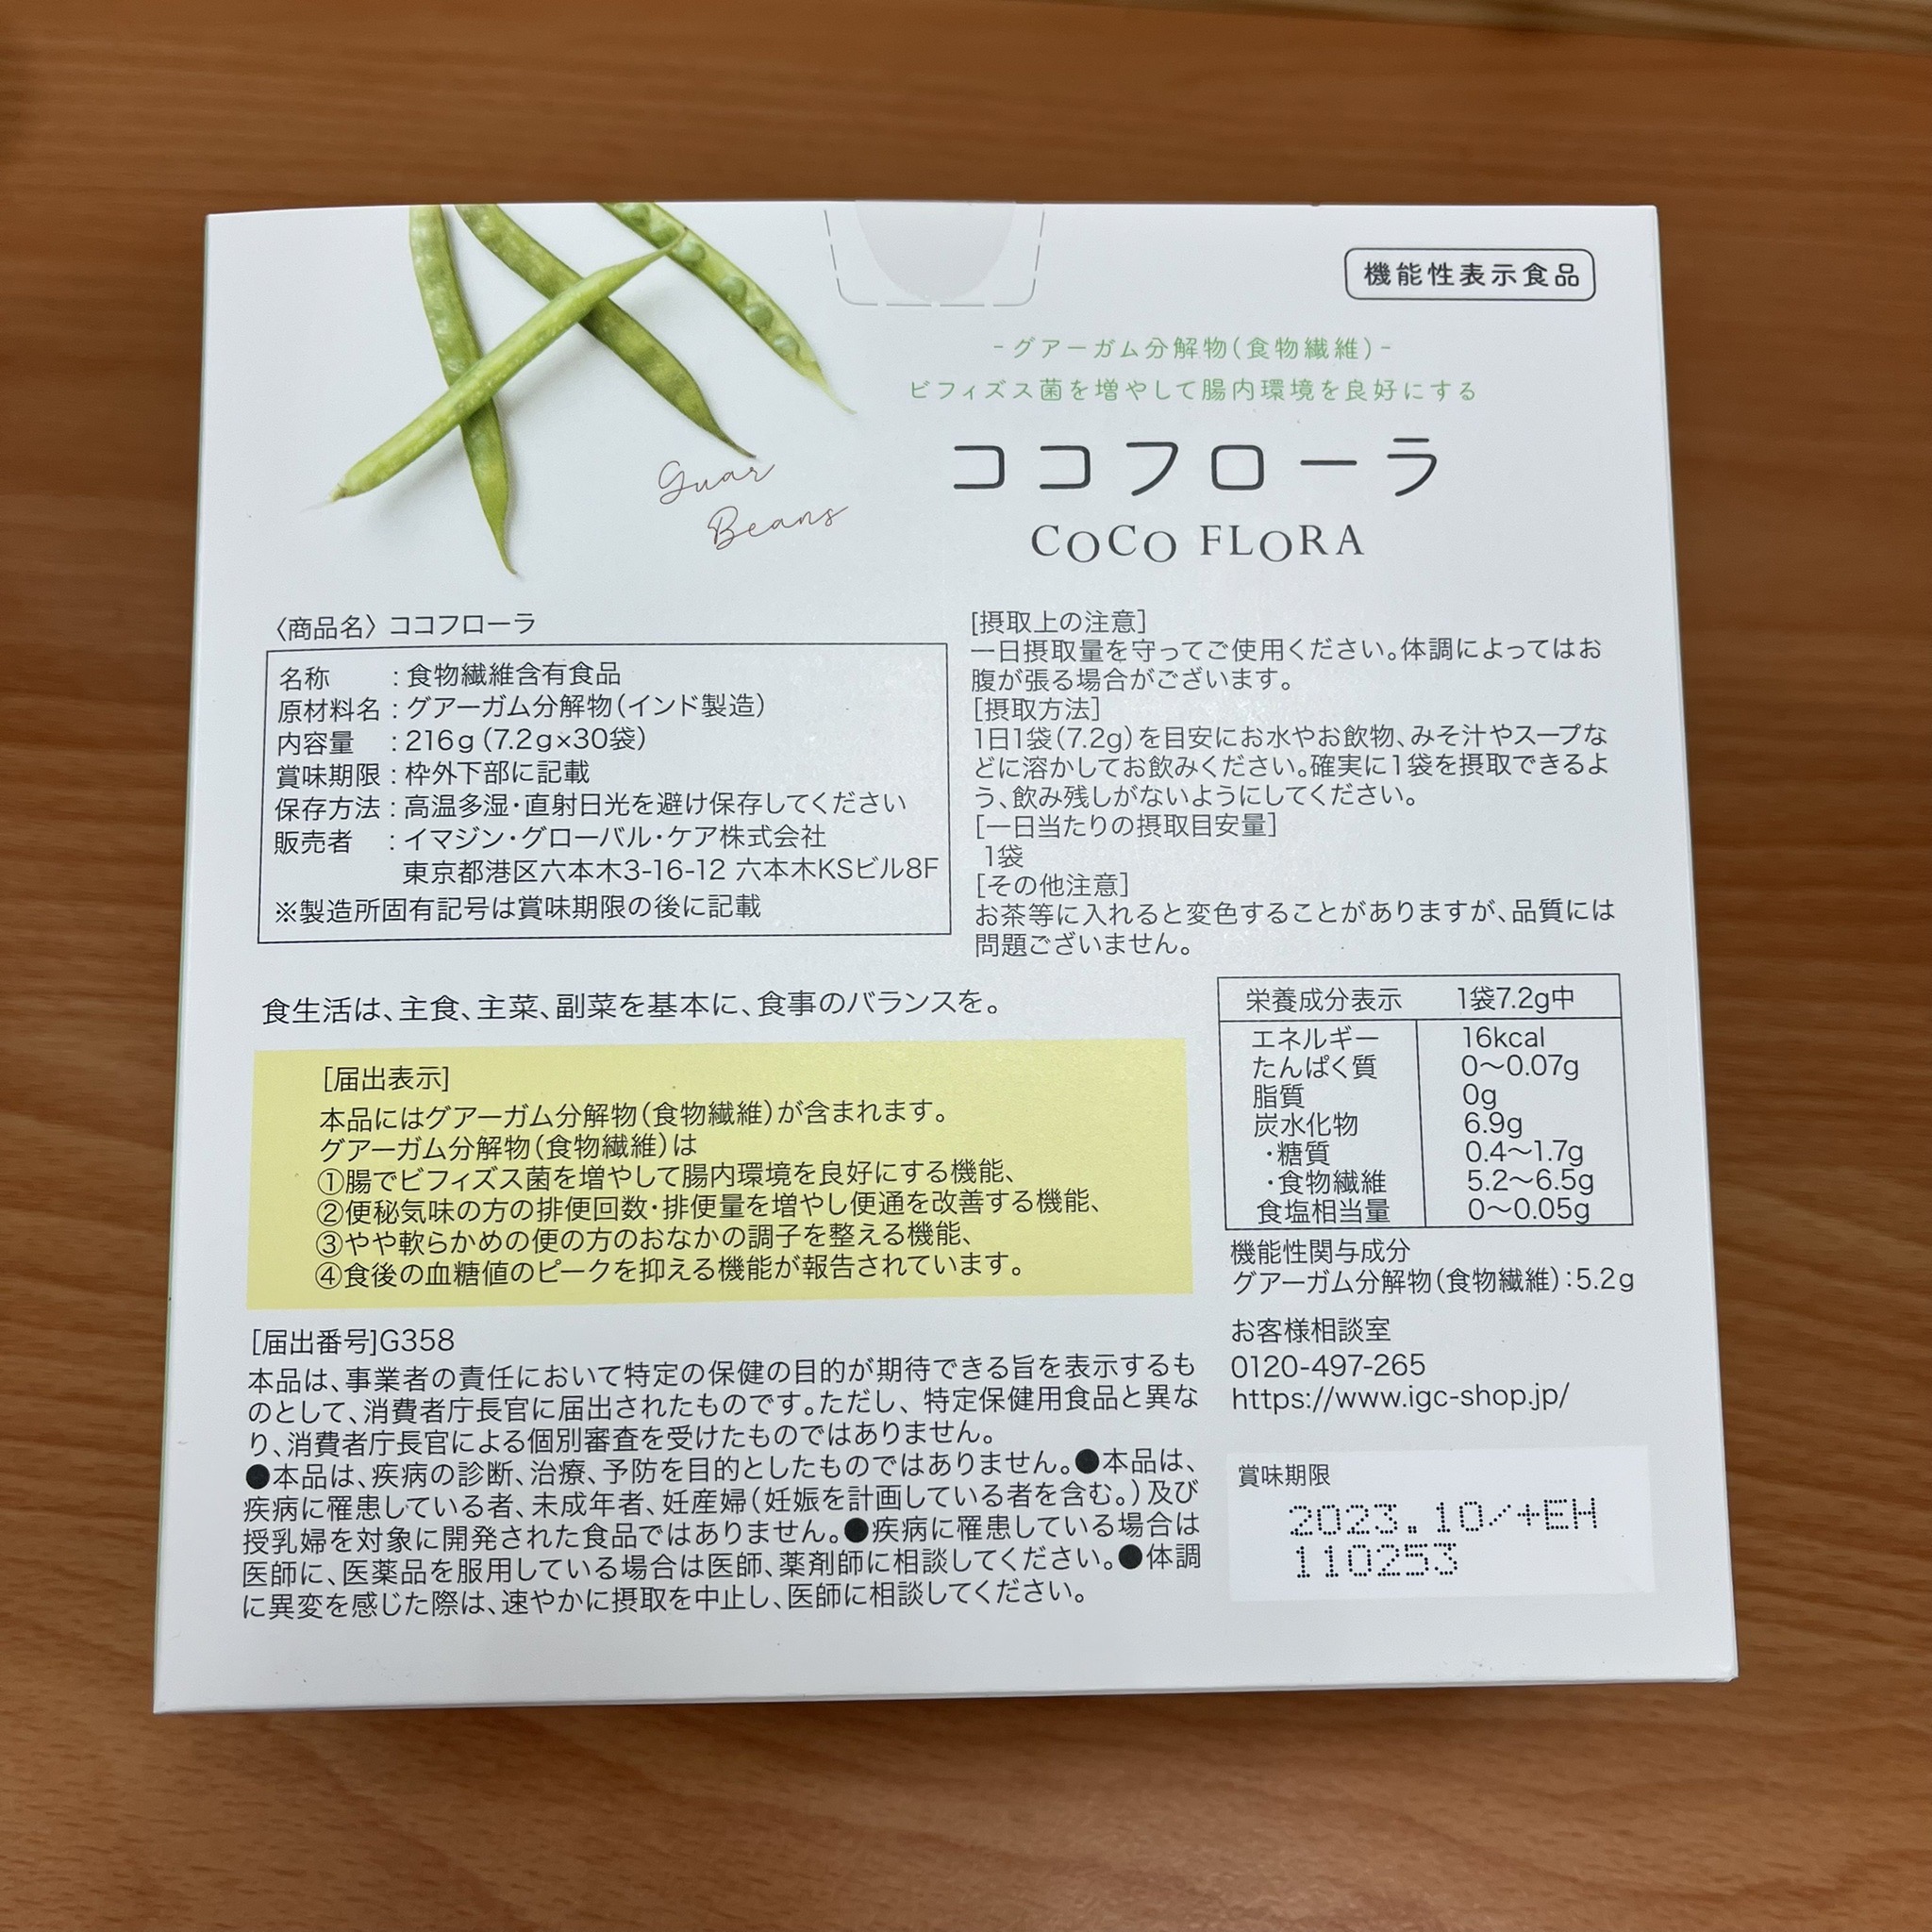 機能性表示食品
-グアーガム分解物(食物繊維)-
ビフィズス菌を増やして腸内環境を良好にする
ココフローラ
COCO FLORA
Guar
Beans
〈商品名〉ココフローラ
名称 : 食物繊維含有食品
原材料名 : グアーガム分解物(インド製造)
内容量 : 216g (7.2g×30袋)
賞味期限 : 枠外下部に記載
保存方法 : 高温多湿・直射日光を避け保存してください
販売者 : イマジン・グローバル・ケア株式会社
東京都港区六本木3-16-12 六本木KSビル8F
※製造所固有記号は賞味期限の後に記載
[摂取上の注意]
一日摂取量を守ってご使用ください。体調によってはお
腹が張る場合がございます。
[摂取方法]
1日1袋(7.2g)を目安にお水やお飲物、みそ汁やスープな
どに溶かしてお飲みください。確実に1袋を摂取できるよ
う、飲み残しがないようにしてください。
[一日当たりの摂取目安量]
1袋
[その他注意]
お茶等に入れると変色することがありますが、品質には
問題ございません。
食生活は、主食、主菜、副菜を基本に、食事のバランスを。
[届出表示]
本品にはグアーガム分解物(食物繊維)が含まれます。
グアーガム分解物(食物繊維)は
①腸でビフィズス菌を増やして腸内環境を良好にする機能、
②便秘気味の方の排便回数・排便量を増やし便通を改善する機能、
③やや軟らかめの便の方のおなかの調子を整える機能、
④食後の血糖値のピークを抑える機能が報告されています。
[届出番号]G358
本品は、事業者の責任において特定の保健の目的が期待できる旨を表示するも
のとして、消費者庁長官に届出されたものです。ただし、特定保健用食品と異な
り、消費者庁長官による個別審査を受けたものではありません。
●本品は、疾病の診断、治療、予防を目的としたものではありません。●本品は、
疾病に罹患している者、未成年者、妊産婦(妊娠を計画している者を含む。)及び
授乳婦を対象に開発された食品ではありません。●疾病に罹患している場合は
医師に、医薬品を服用している場合は医師、薬剤師に相談してください。●体調
に異変を感じた際は、速やかに摂取を中止し、医師に相談してください。
栄養成分表示 1袋7.2g中
エネルギー 16kcal
たんぱく質 0〜0.07g
脂質 0g
炭水化物 6.9g
・糖質 0.4〜1.7g
・食物繊維 5.2〜6.5g
食塩相当量 0〜0.05g
機能性関与成分
グアーガム分解物(食物繊維):5.2g
お客様相談室
0120-497-265
https://www.igc-shop.jp/
賞味期限
2023.10/+EH
110253